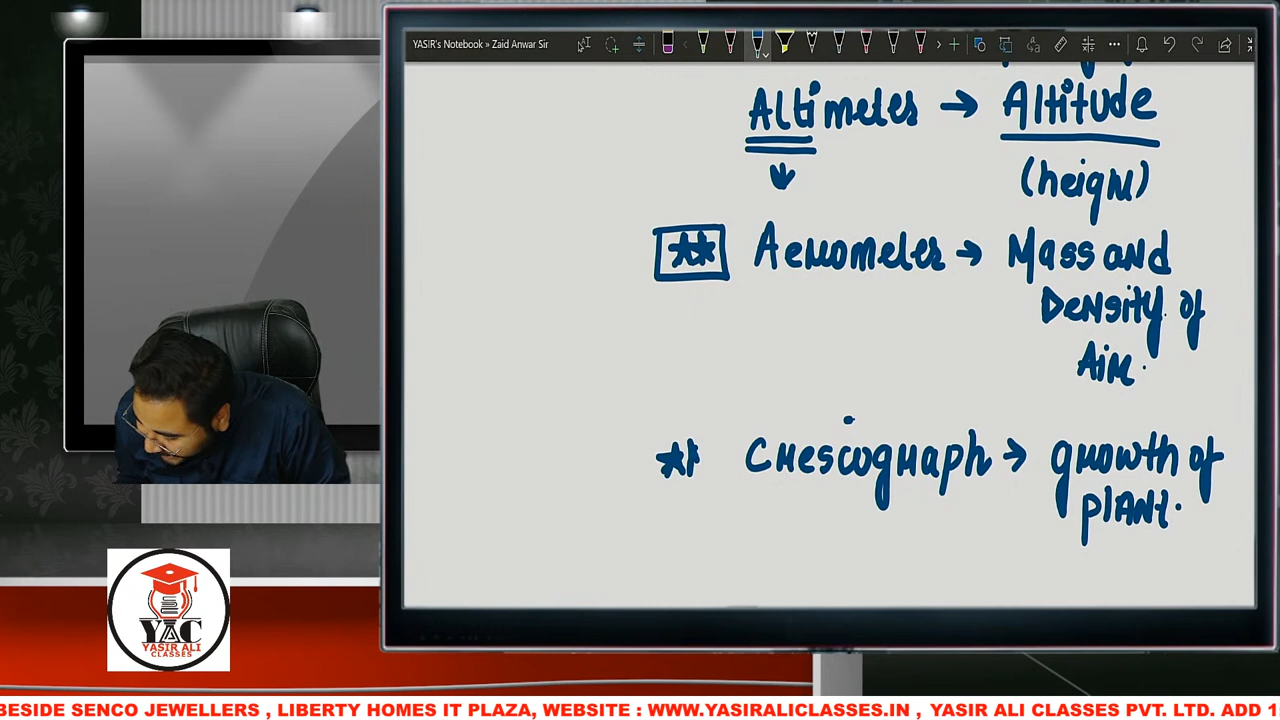 YASIR's Notebook » Zaid Anwar Sir
Altimeter → Altitude
(height)
** Aerometer → Mass and
Density of
Air.
** Crescograph → growth of
plant.
YAC
YASIR ALI
CLASSES
BESIDE SENCO JEWELLERS , LIBERTY HOMES IT PLAZA, WEBSITE : WWW.YASIRALICLASSES.IN , YASIR ALI CLASSES PVT. LTD. ADD 1